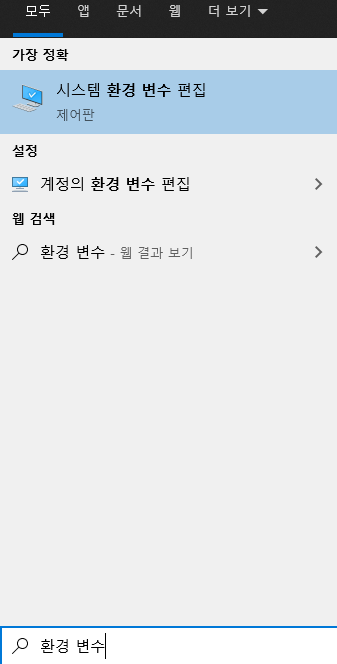 모두 앱 문서 웹 더 보기
가장 정확
시스템 환경 변수 편집
제어판
설정
계정의 환경 변수 편집
웹 검색
환경 변수 - 웹 결과 보기
환경 변수